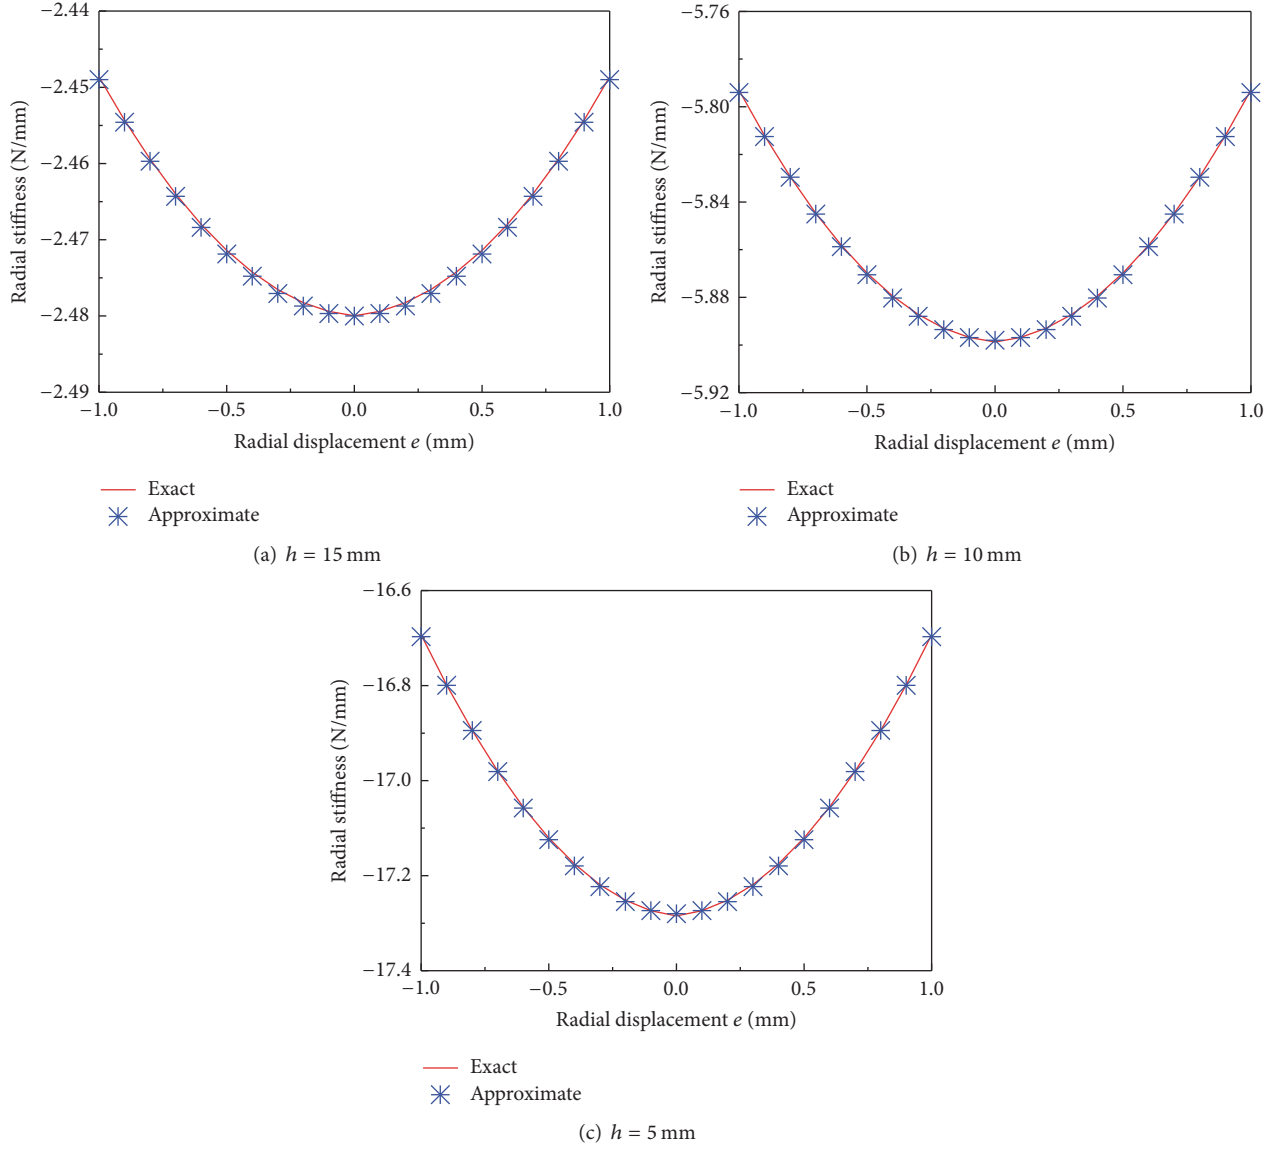 −2.44
−2.45
−2.46
−2.47
−2.48
−2.49
Radial stiffness (N/mm)
−1.0 −0.5 0.0 0.5 1.0
Radial displacement e (mm)
Exact
Approximate
(a) h = 15 mm
−5.76
−5.80
−5.84
−5.88
−5.92
Radial stiffness (N/mm)
−1.0 −0.5 0.0 0.5 1.0
Radial displacement e (mm)
Exact
Approximate
(b) h = 10 mm
−16.6
−16.8
−17.0
−17.2
−17.4
Radial stiffness (N/mm)
−1.0 −0.5 0.0 0.5 1.0
Radial displacement e (mm)
Exact
Approximate
(c) h = 5 mm